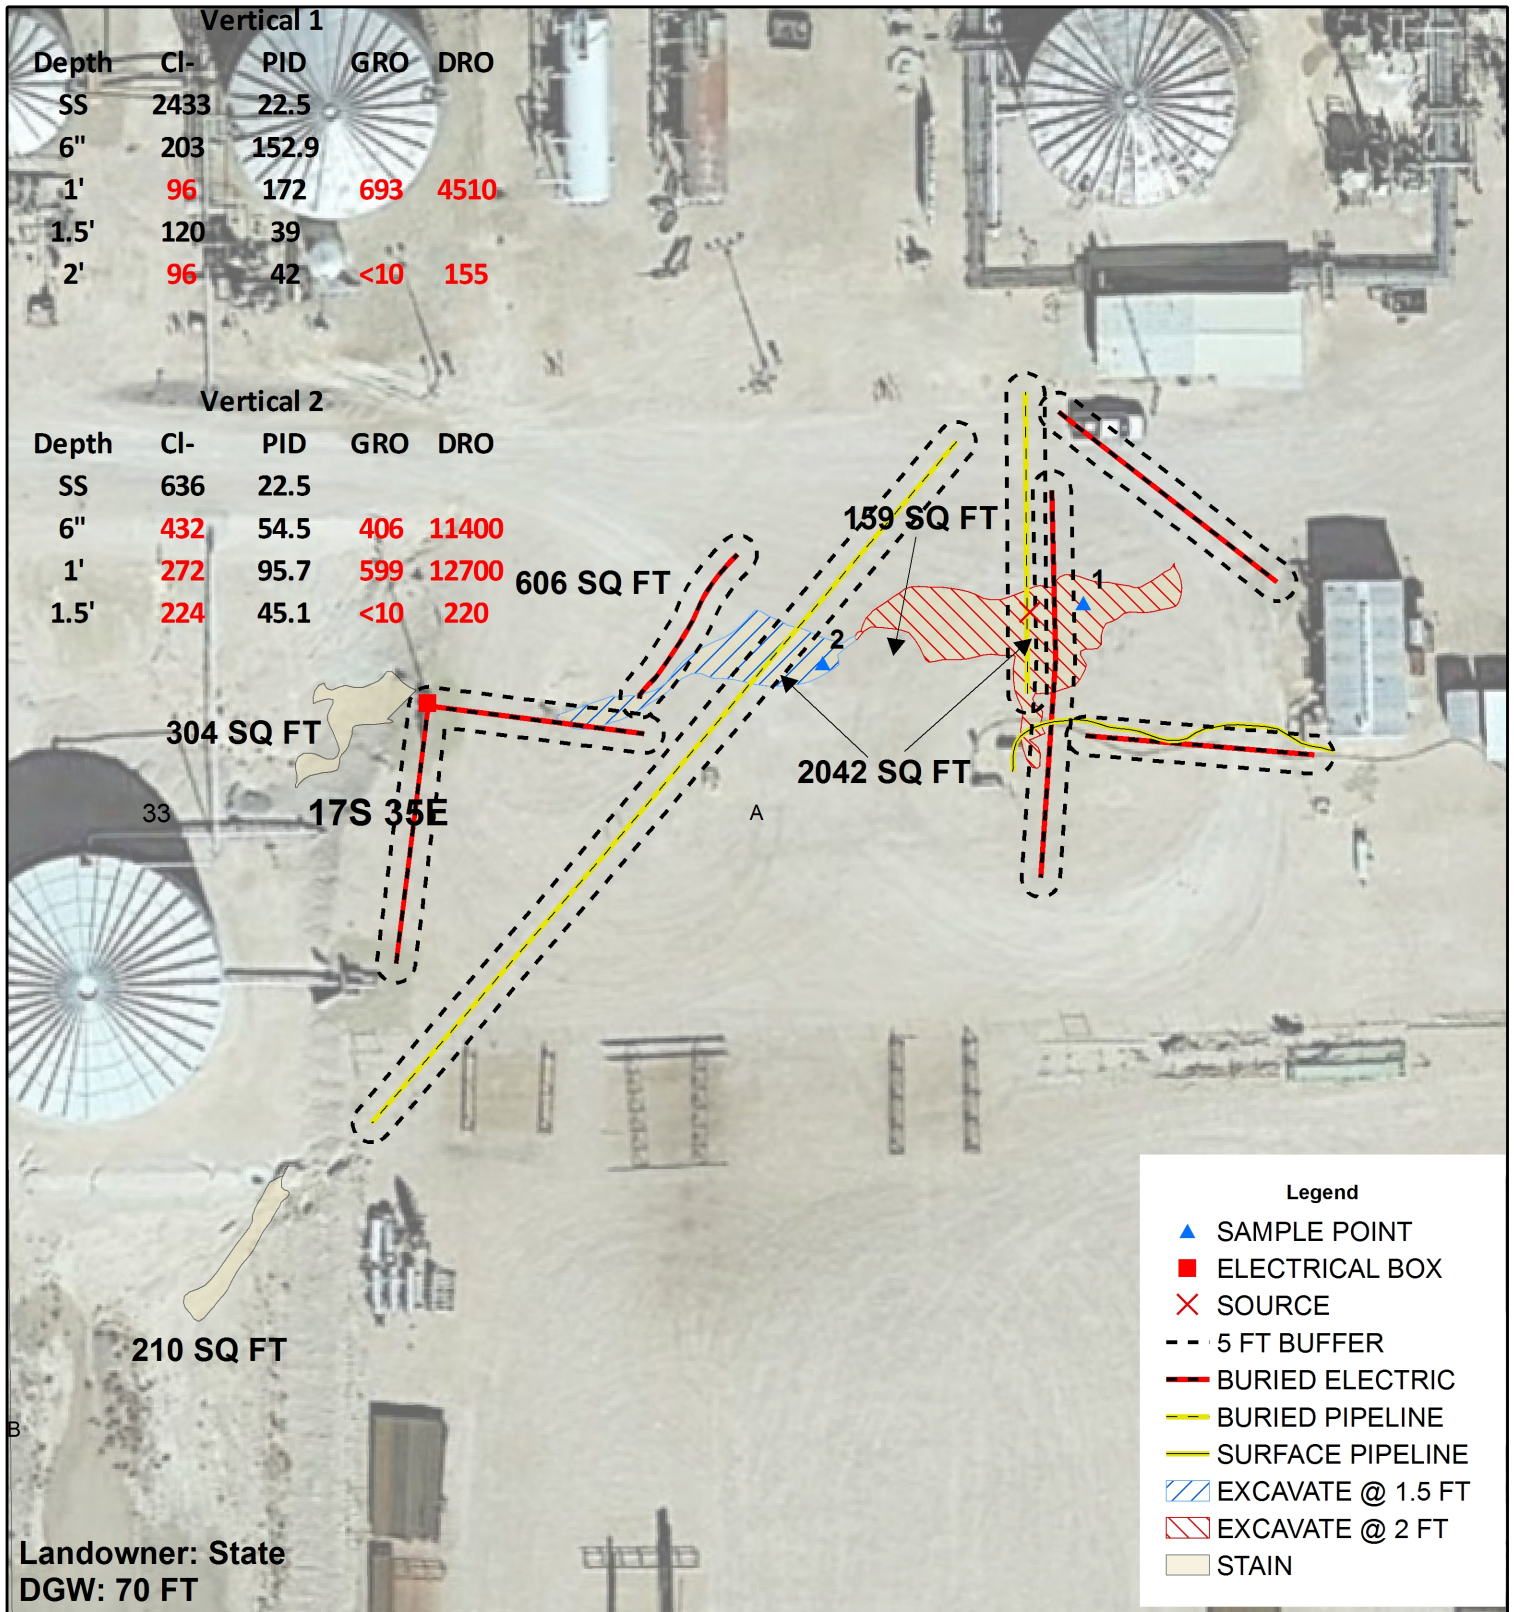 Vertical 1
Depth Cl- PID GRO DRO
SS 2433 22.5
6" 203 152.9
1' 96 172 693 4510
1.5' 120 39
2' 96 42 <10 155
Vertical 2
Depth Cl- PID GRO DRO
SS 636 22.5
6" 432 54.5 406 11400
1' 272 95.7 599 12700
1.5' 224 45.1 <10 220
159 SQ FT
606 SQ FT
1
2
304 SQ FT
2042 SQ FT
33
17S 35E
A
210 SQ FT
B
Landowner: State
DGW: 70 FT
Legend
SAMPLE POINT
ELECTRICAL BOX
SOURCE
5 FT BUFFER
BURIED ELECTRIC
BURIED PIPELINE
SURFACE PIPELINE
EXCAVATE @ 1.5 FT
EXCAVATE @ 2 FT
STAIN